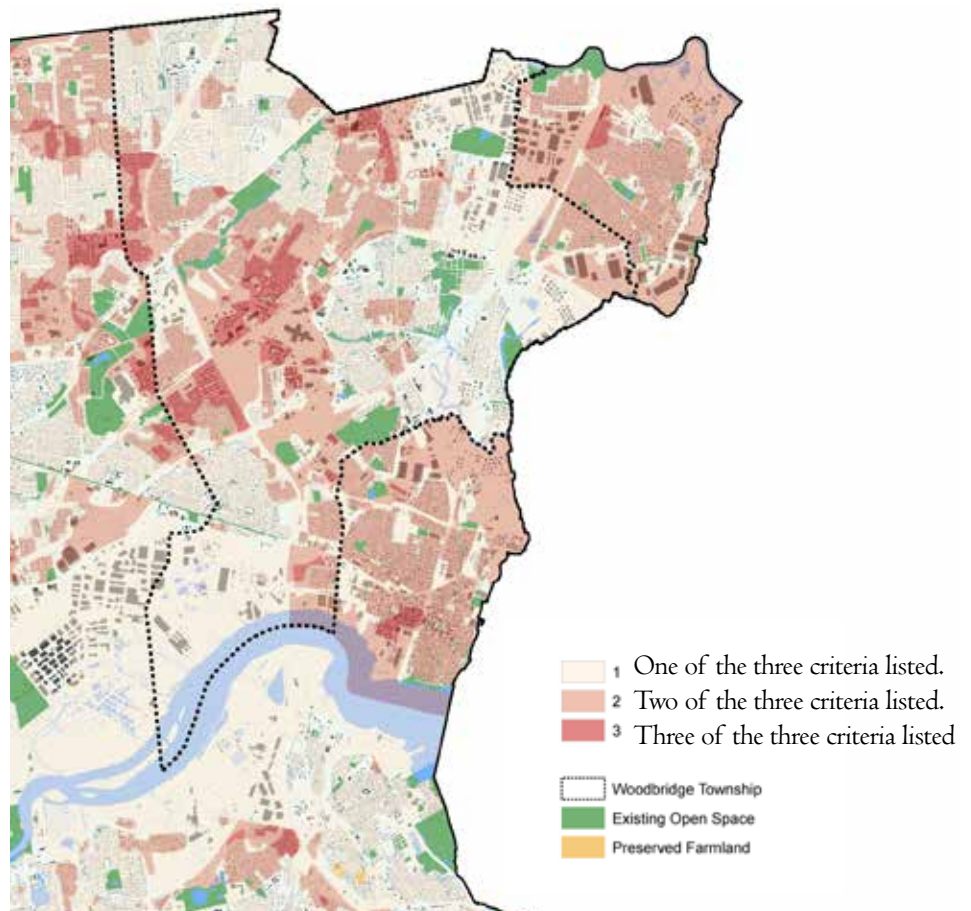 1 One of the three criteria listed.
2 Two of the three criteria listed.
3 Three of the three criteria listed
Woodbridge Township
Existing Open Space
Preserved Farmland